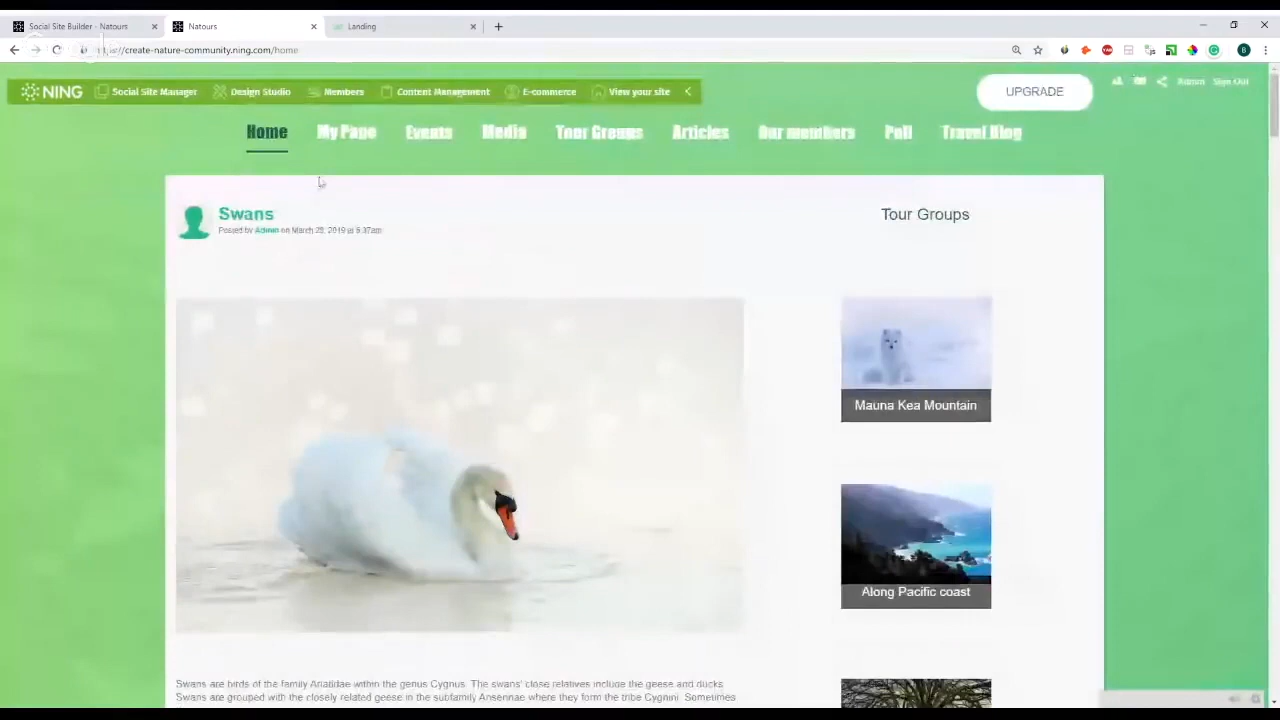 Social Site Builder - Natours
Natours
Landing
create-nature-community.ning.com/home
NING Social Site Manager Design Studio Members Content Management E-commerce View your site
UPGRADE
Admin Sign Out
Home My Page Events Media Tour Groups Articles Our members Poll Travel Blog
Swans
Posted by Admin on March 28, 2019 at 6:37am
Tour Groups
Mauna Kea Mountain
Along Pacific coast
Swans are birds of the family Anatidae within the genus Cygnus. The swans' close relatives include the geese and ducks
Swans are grouped with the closely related geese in the subfamily Anserinae where they form the tribe Cygnini. Sometimes